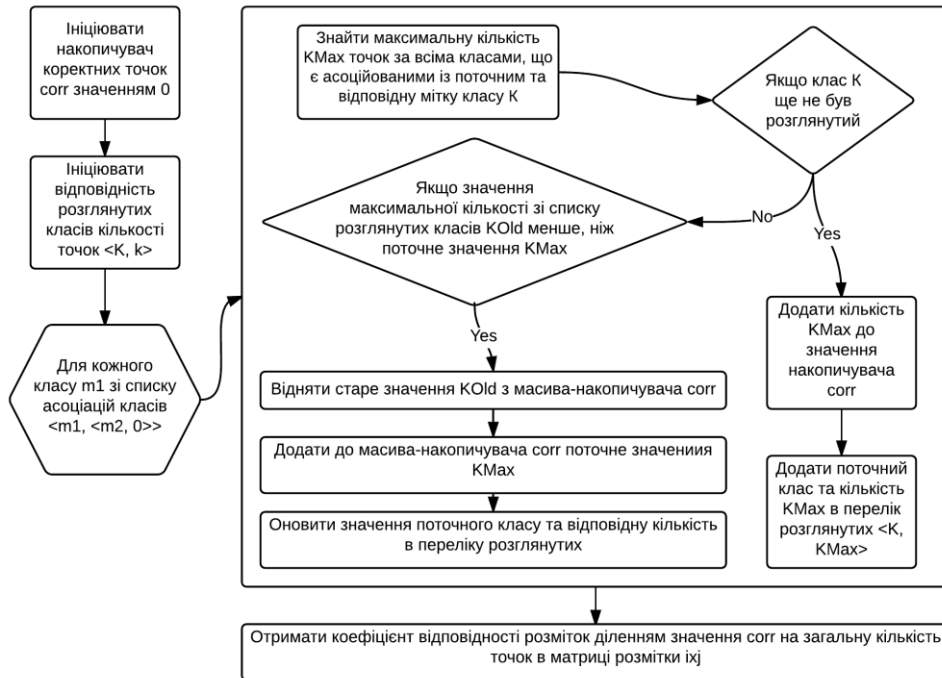 Ініціювати
накопичувач
коректних точок
corr значенням 0
Ініціювати
відповідність
розглянутих
класів кількості
точок <K, k>
Для кожного
класу m1 зі списку
асоціацій класів
<m1, <m2, 0>>
Знайти максимальну кількість
KMax точок за всіма класами, що
є асоційованими із поточним та
відповідну мітку класу К
Якщо клас К
ще не був
розглянутий
No
Yes
Якщо значення
максимальної кількості зі списку
розглянутих класів KOld менше, ніж
поточне значення KMax
Yes
Відняти старе значення KOld з масива-накопичувача corr
Додати до масива-накопичувача corr поточне значениия
KMax
Оновити значення поточного класу та відповідну кількість
в переліку розглянутих
Додати кількість
KMax до
значення
накопичувача
corr
Додати поточний
клас та кількість
KMax в перелік
розглянутих <K,
KMax>
Отримати коефіцієнт відповідності розміток діленням значення corr на загальну кількість
точок в матриці розмітки ixj